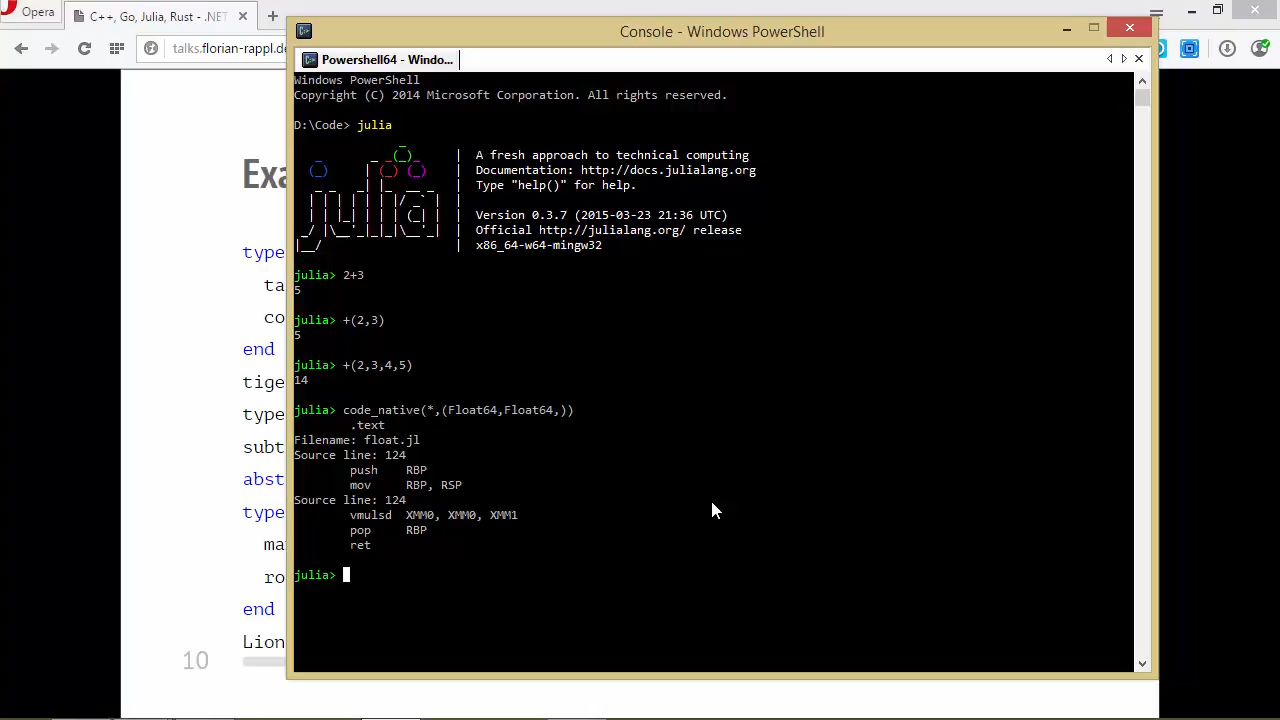 Opera
C++, Go, Julia, Rust - .NET
talks.florian-rappl.de
Console - Windows PowerShell
Powershell64 - Windo...
Windows PowerShell
Copyright (C) 2014 Microsoft Corporation. All rights reserved.
D:\Code> julia
A fresh approach to technical computing
Documentation: http://docs.julialang.org
Type "help()" for help.
Version 0.3.7 (2015-03-23 21:36 UTC)
Official http://julialang.org/ release
x86_64-w64-mingw32
julia> 2+3
5
julia> +(2,3)
5
julia> +(2,3,4,5)
14
julia> code_native(*,(Float64,Float64,))
.text
Filename: float.jl
Source line: 124
push RBP
mov RBP, RSP
Source line: 124
vmulsd XMM0, XMM0, XMM1
pop RBP
ret
julia>
Exa
type
ta
co
end
tige
type
subt
abst
type
ma
ro
end
Lion
10